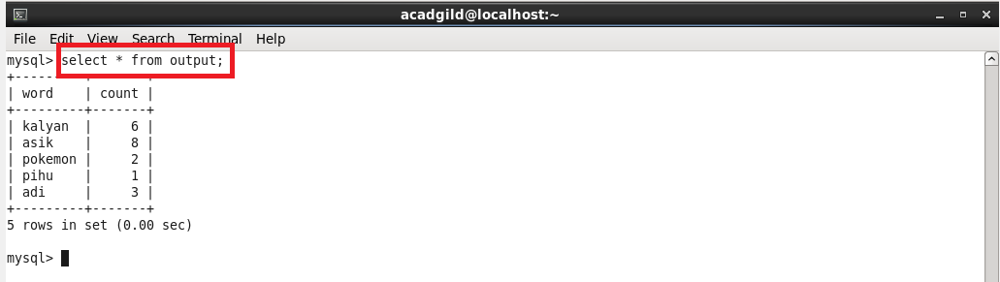 acadgild@localhost:~
File Edit View Search Terminal Help
mysql> select * from output;
+---------+-------+
| word    | count |
+---------+-------+
| kalyan  |     6 |
| asik    |     8 |
| pokemon |     2 |
| pihu    |     1 |
| adi     |     3 |
+---------+-------+
5 rows in set (0.00 sec)
mysql>